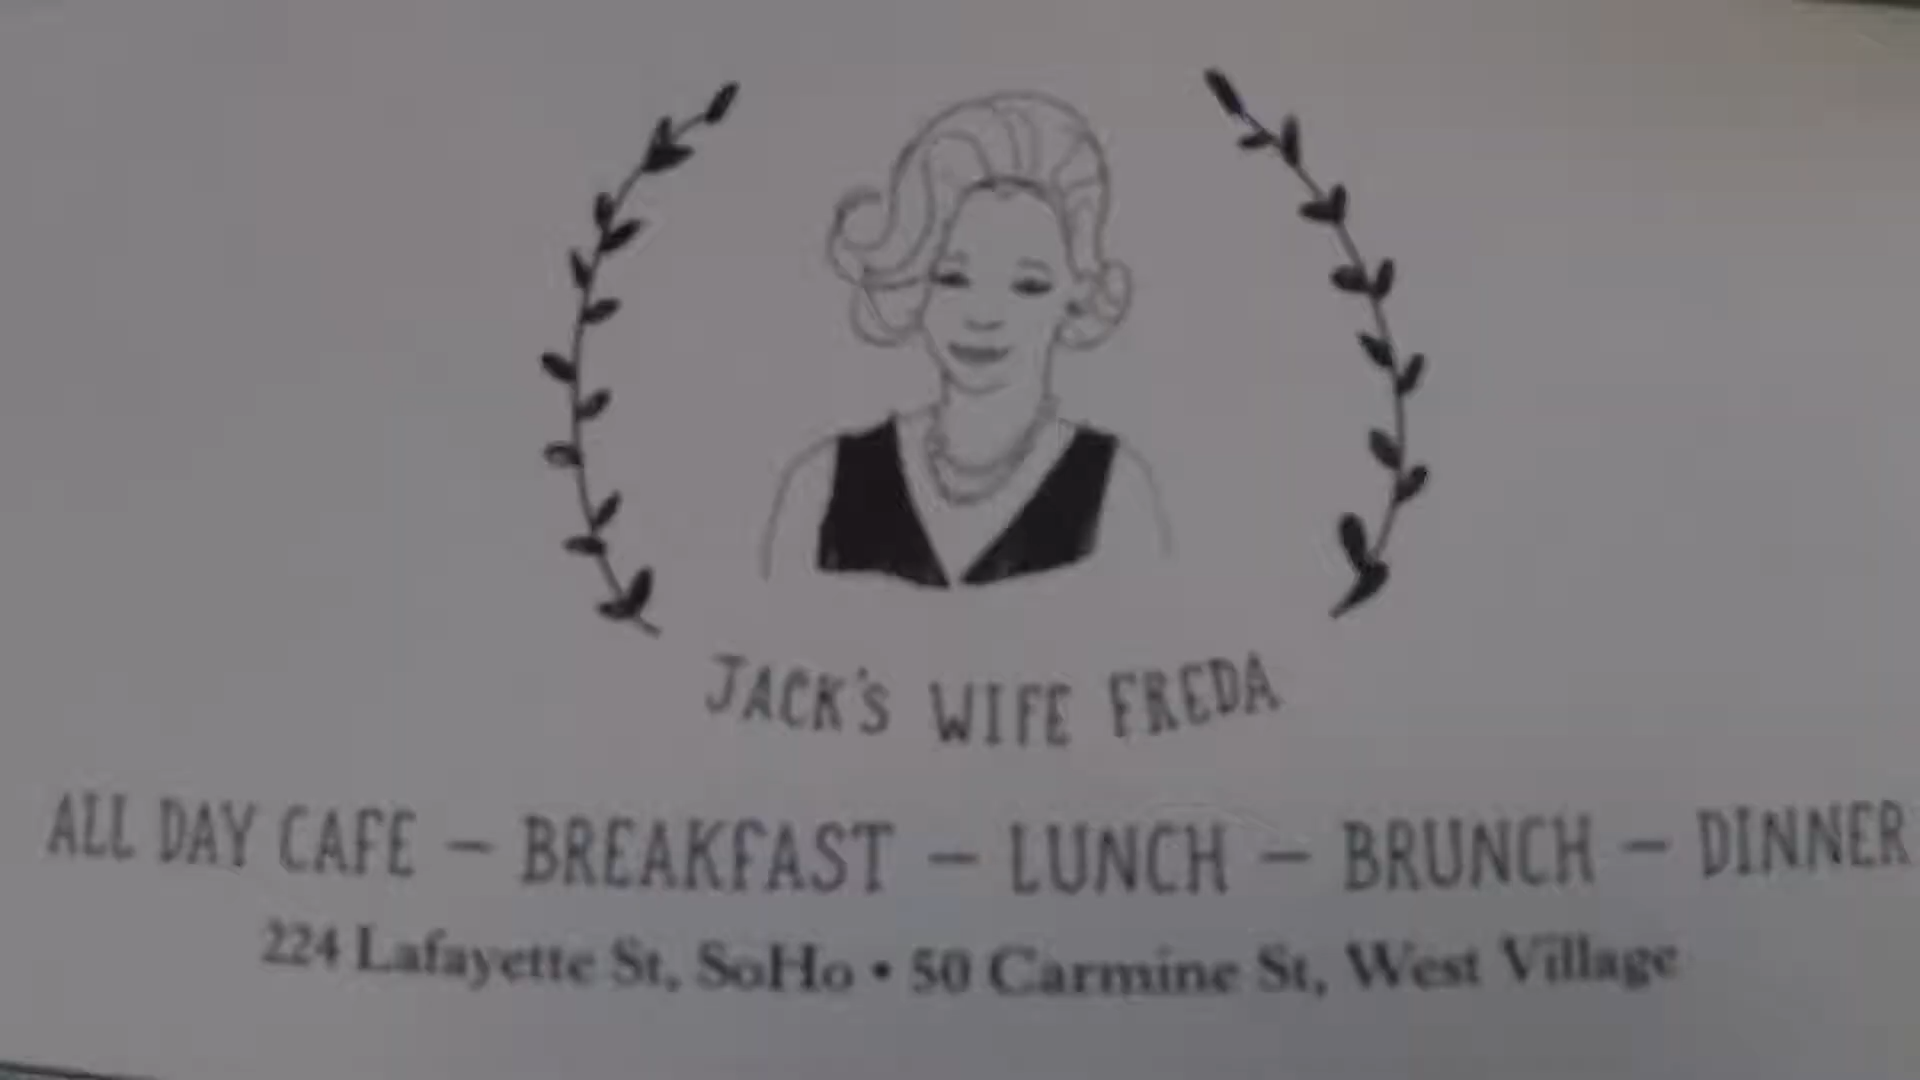 JACK'S WIFE FREDA
ALL DAY CAFE — BREAKFAST — LUNCH — BRUNCH — DINNER
224 Lafayette St, SoHo • 50 Carmine St, West Village